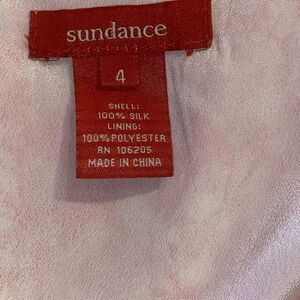 sundance
4
SHELL:
100% SILK
LINING:
100% POLYESTER
RN 106205
MADE IN CHINA